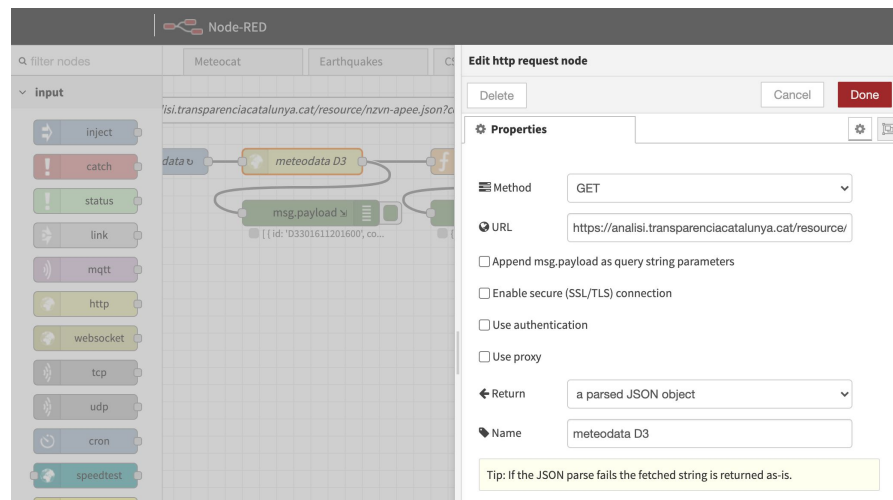 Node-RED
filter nodes
Meteocat
Earthquakes
Edit http request node
input
isi.transparenciacatalunya.cat/resource/nzvn-apee.json?c
Delete
Cancel
Done
Properties
inject
data ↻
meteodata D3
f
catch
Method
GET
status
msg.payload
URL
https://analisi.transparenciacatalunya.cat/resource/
[ { id: 'D3301611201600', co...
link
Append msg.payload as query string parameters
mqtt
Enable secure (SSL/TLS) connection
http
Use authentication
websocket
Use proxy
tcp
Return
a parsed JSON object
udp
Name
meteodata D3
cron
speedtest
Tip: If the JSON parse fails the fetched string is returned as-is.